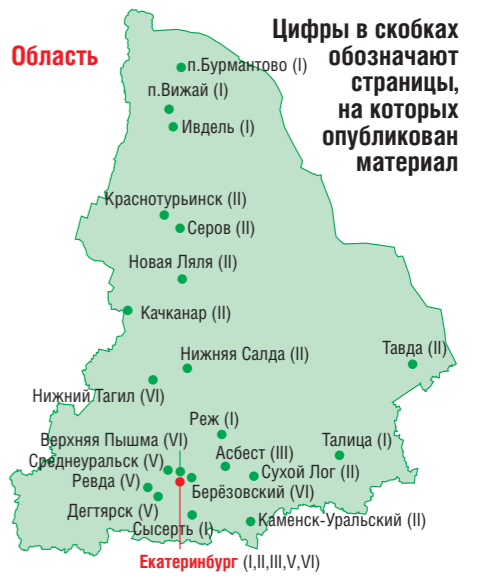 Область
Цифры в скобках
обозначают
страницы,
на которых
опубликован
материал
п.Бурмантово (I)
п.Вижай (I)
Ивдель (I)
Краснотурьинск (II)
Серов (II)
Новая Ляля (II)
Качканар (II)
Нижняя Салда (II)
Тавда (II)
Нижний Тагил (VI)
Реж (I)
Верхняя Пышма (VI)
Талица (I)
Асбест (III)
Среднеуральск (V)
Сухой Лог (II)
Ревда (V)
Берёзовский (VI)
Дегтярск (V)
Сысерть (I)
Каменск-Уральский (II)
Екатеринбург (I,II,III,V,VI)